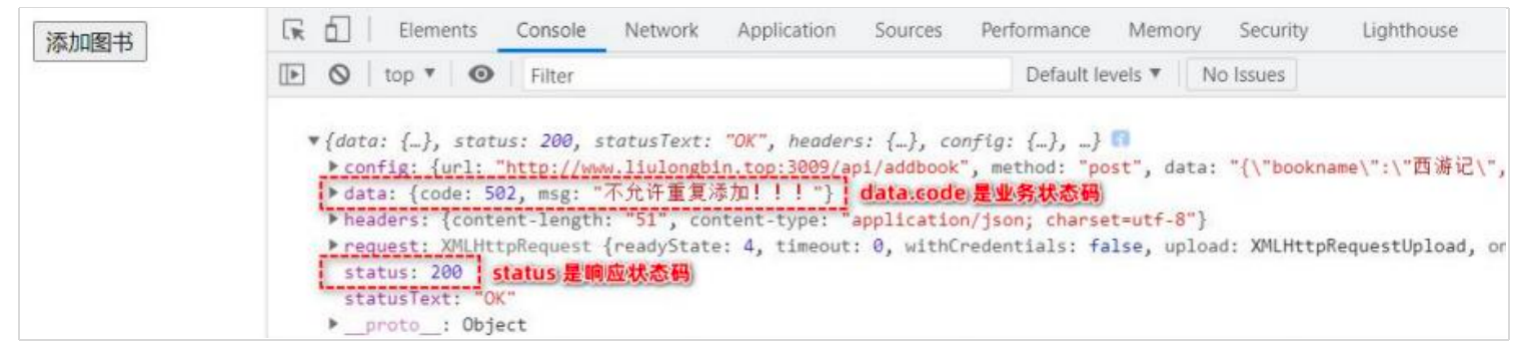 添加图书
Elements Console Network Application Sources Performance Memory Security Lighthouse
top ▼ Filter Default levels ▼ No Issues
▼{data: {…}, status: 200, statusText: "OK", headers: {…}, config: {…}, …}
▶config: {url: "http://www.liulongbin.top:3009/api/addbook", method: "post", data: "{\"bookname\":\"西游记\",
▶data: {code: 502, msg: "不允许重复添加！！！"} data.code 是业务状态码
▶headers: {content-length: "51", content-type: "application/json; charset=utf-8"}
▶request: XMLHttpRequest {readyState: 4, timeout: 0, withCredentials: false, upload: XMLHttpRequestUpload, or
status: 200 status 是响应状态码
statusText: "OK"
▶__proto__: Object